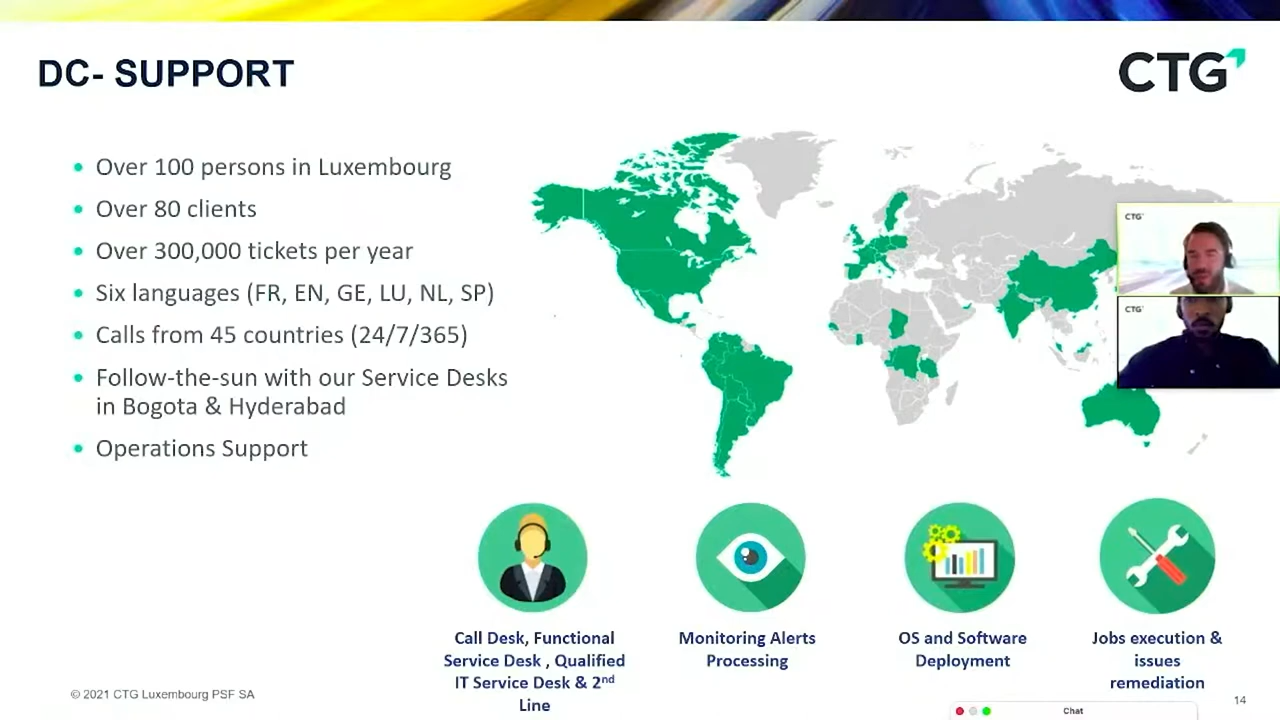 DC- SUPPORT
CTG
Over 100 persons in Luxembourg
Over 80 clients
Over 300,000 tickets per year
Six languages (FR, EN, GE, LU, NL, SP)
Calls from 45 countries (24/7/365)
Follow-the-sun with our Service Desks
in Bogota & Hyderabad
Operations Support
CTG
CTG
Call Desk, Functional
Service Desk , Qualified
IT Service Desk & 2nd
Line
Monitoring Alerts
Processing
OS and Software
Deployment
Jobs execution &
issues
remediation
© 2021 CTG Luxembourg PSF SA
14
Chat